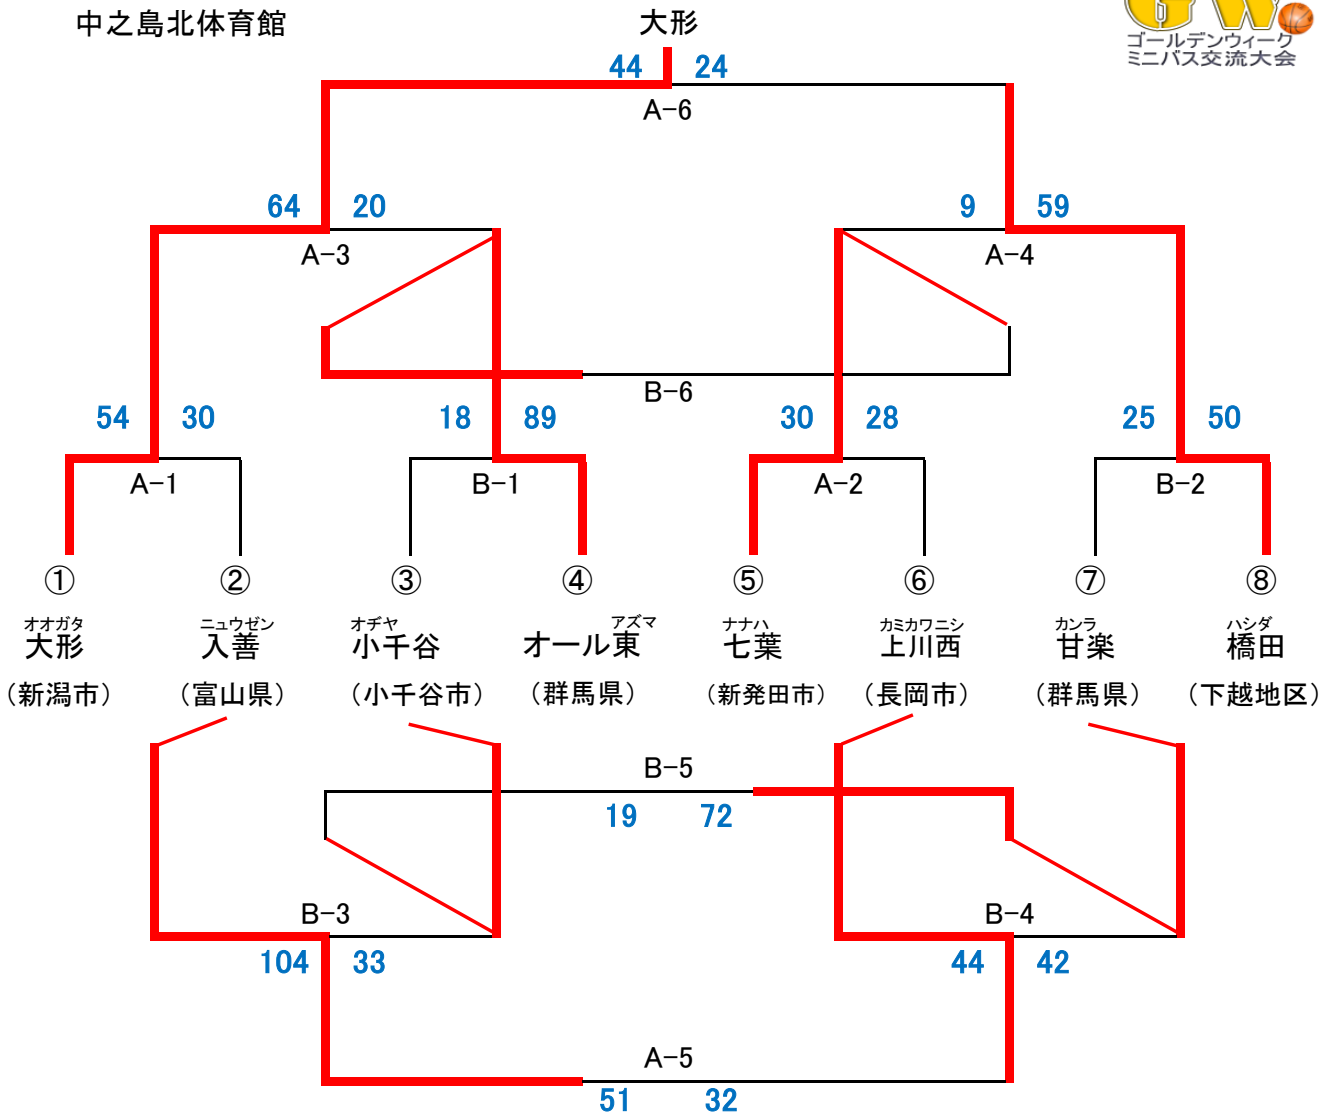 中之島北体育館
大形
GW
ゴールデンウィーク
ミニバス交流大会
44 24
A-6
64 20 9 59
A-3 A-4
B-6
54 30 18 89 30 28 25 50
A-1 B-1 A-2 B-2
① ② ③ ④ ⑤ ⑥ ⑦ ⑧
オオガタ ニュウゼン オヂヤ アズマ ナナハ カミカワニシ カンラ ハシダ
大形 入善 小千谷 オール東 七葉 上川西 甘楽 橋田
（新潟市） （富山県） （小千谷市） （群馬県） （新発田市） （長岡市） （群馬県） （下越地区）
B-5
19 72
B-3 B-4
104 33 44 42
A-5
51 32